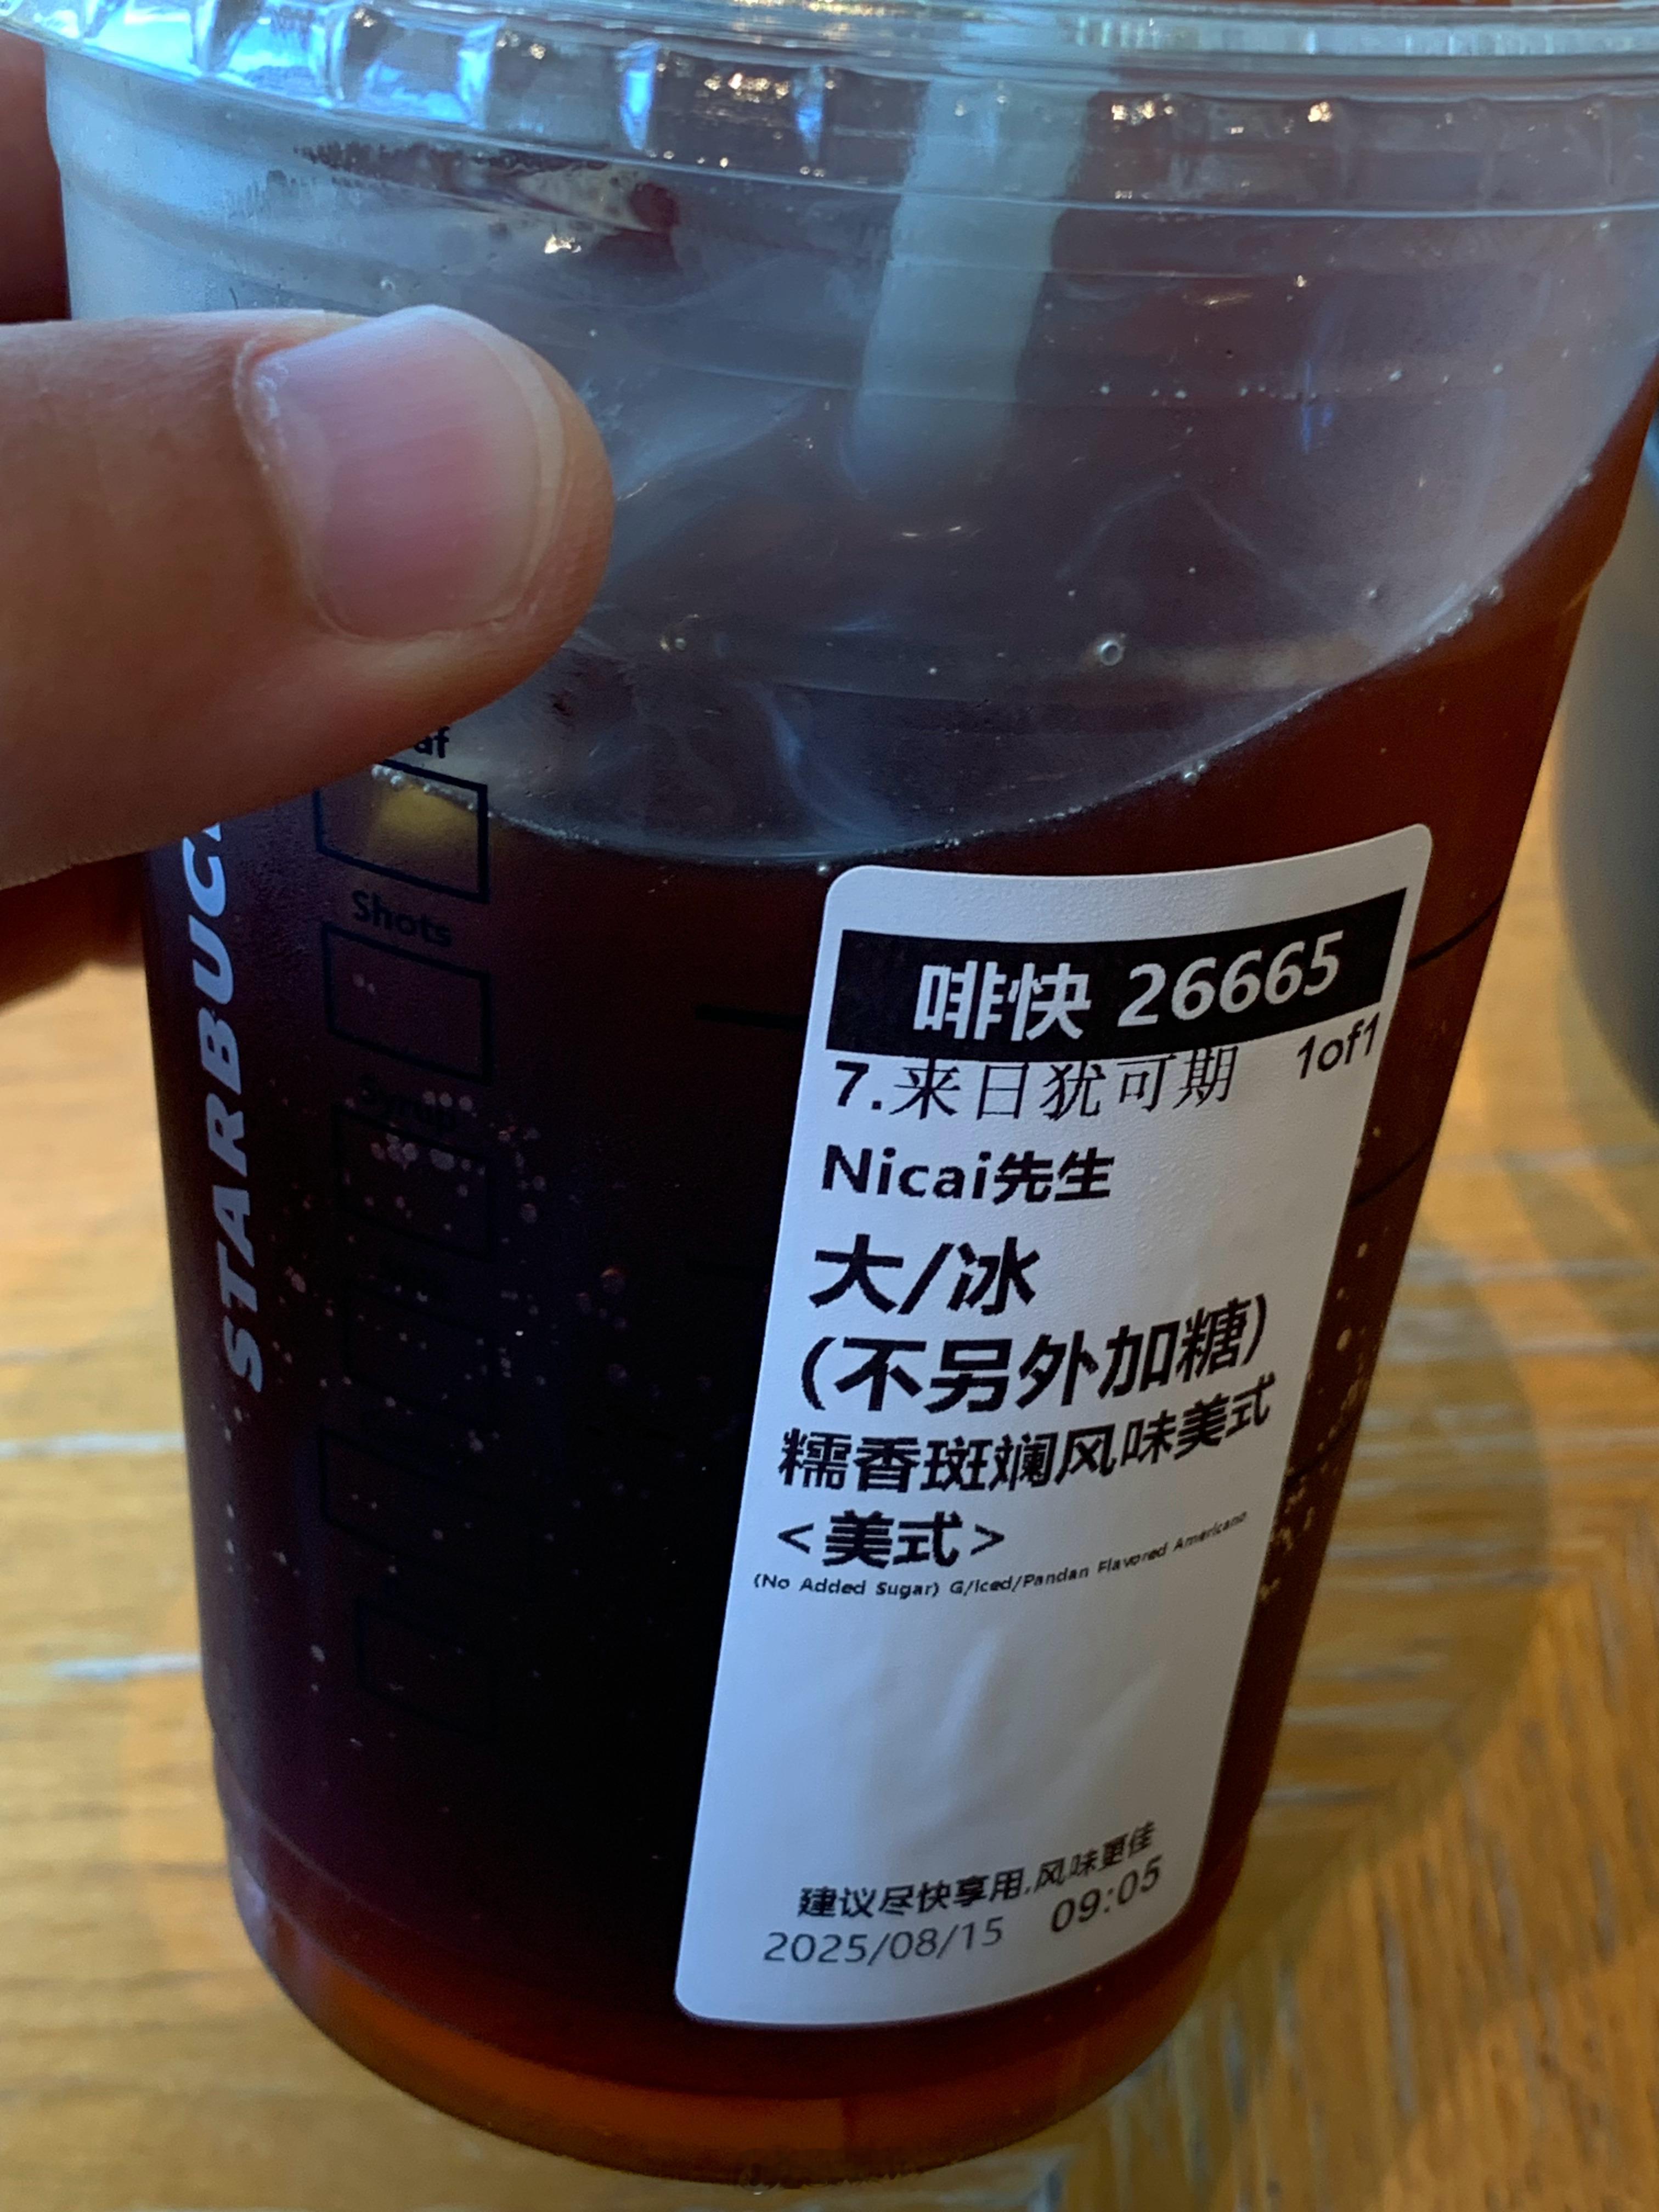 STARBUC
af
Shots
Syrup
啡快 26665
7.来日犹可期 1of1
Nicai先生
大/冰
(不另外加糖)
糯香斑斓风味美式
<美式>
(No Added Sugar) G/Iced/Pandan Flavored Americano
建议尽快享用,风味更佳
2025/08/15 09:05